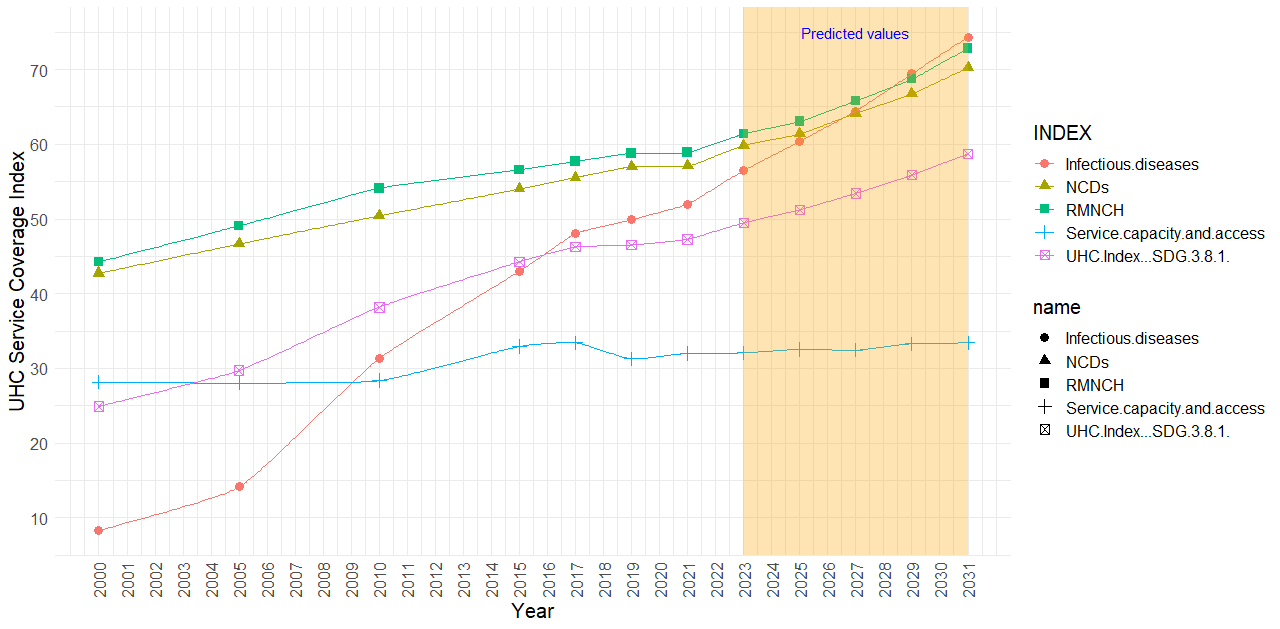 Predicted values
UHC Service Coverage Index
70
60
50
40
30
20
10
2000
2001
2002
2003
2004
2005
2006
2007
2008
2009
2010
2011
2012
2013
2014
2015
2016
2017
2018
2019
2020
2021
2022
2023
2024
2025
2026
2027
2028
2029
2030
2031
Year
INDEX
Infectious.diseases
NCDs
RMNCH
Service.capacity.and.access
UHC.Index...SDG.3.8.1.
name
Infectious.diseases
NCDs
RMNCH
Service.capacity.and.access
UHC.Index...SDG.3.8.1.